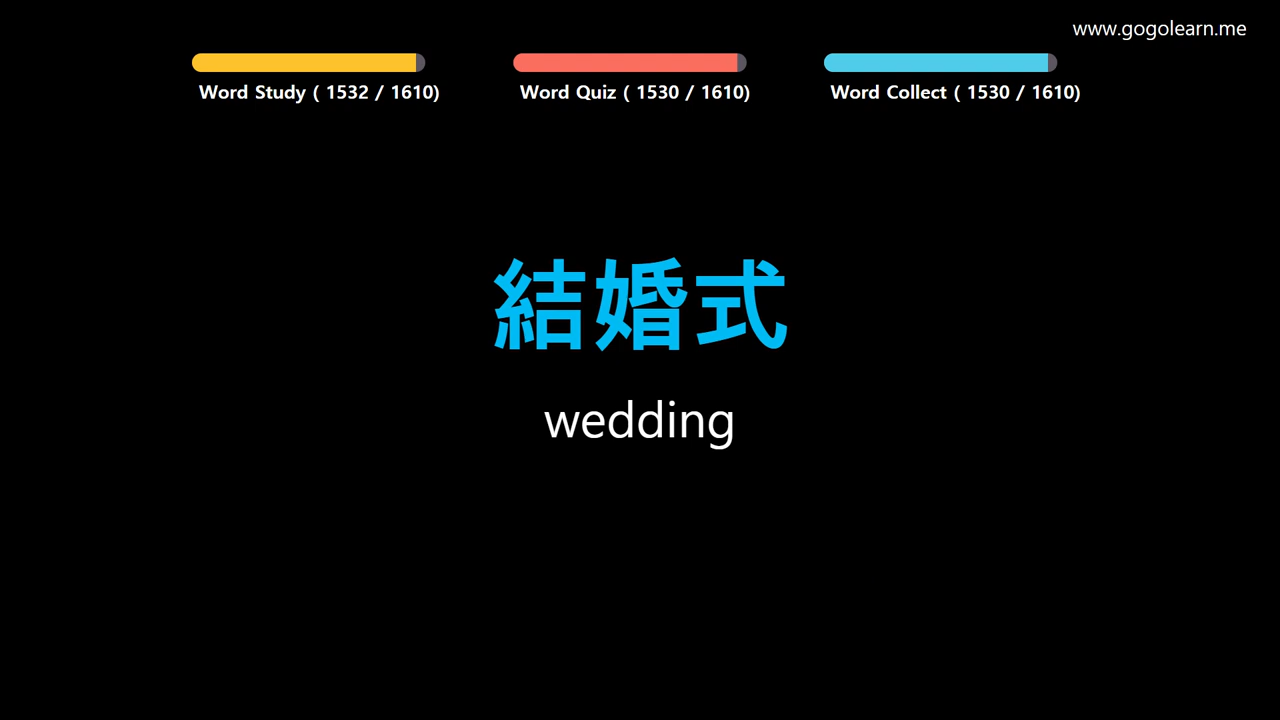 www.gogolearn.me
Word Study ( 1532 / 1610)
Word Quiz ( 1530 / 1610)
Word Collect ( 1530 / 1610)
結婚式
wedding